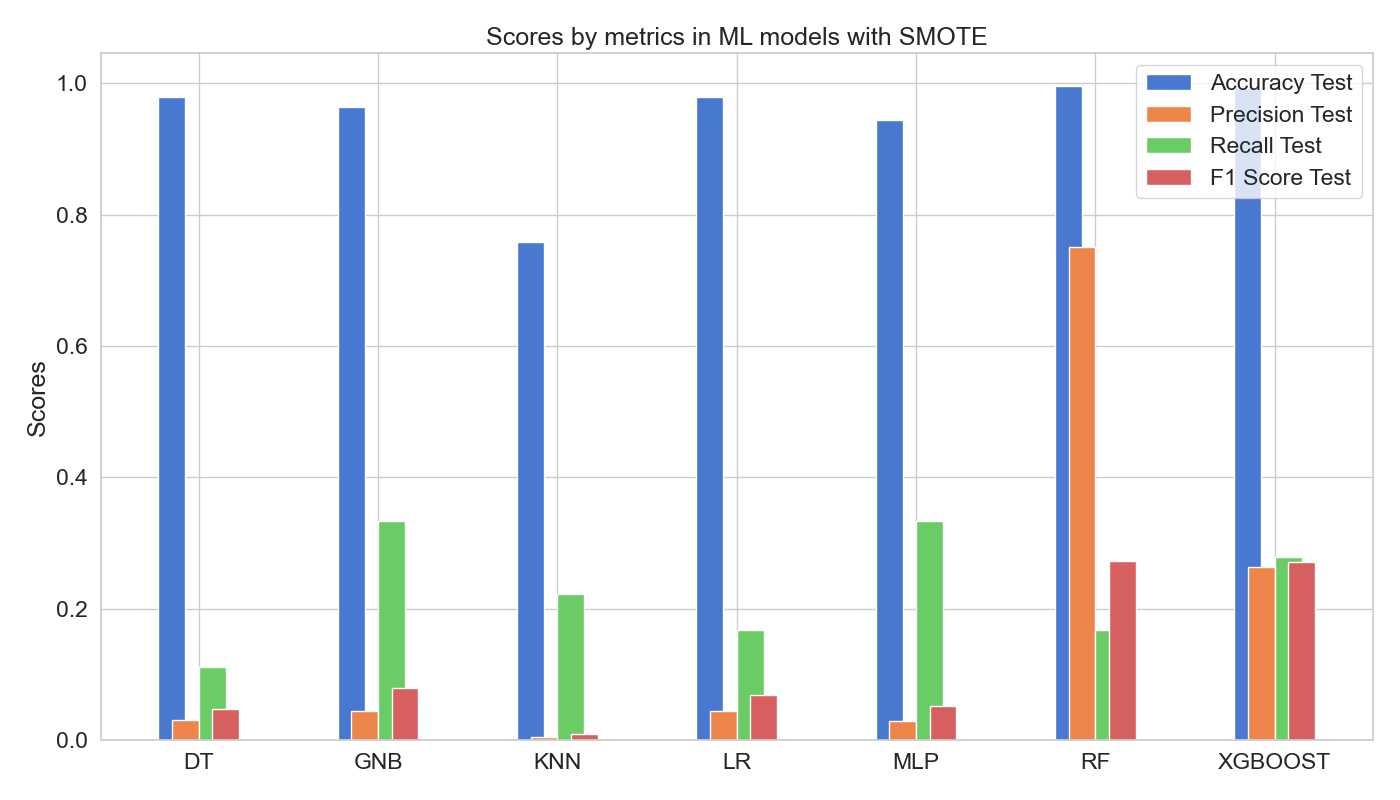 Scores by metrics in ML models with SMOTE
Accuracy Test
Precision Test
Recall Test
F1 Score Test
Scores
1.0
0.8
0.6
0.4
0.2
0.0
DT GNB KNN LR MLP RF XGBOOST